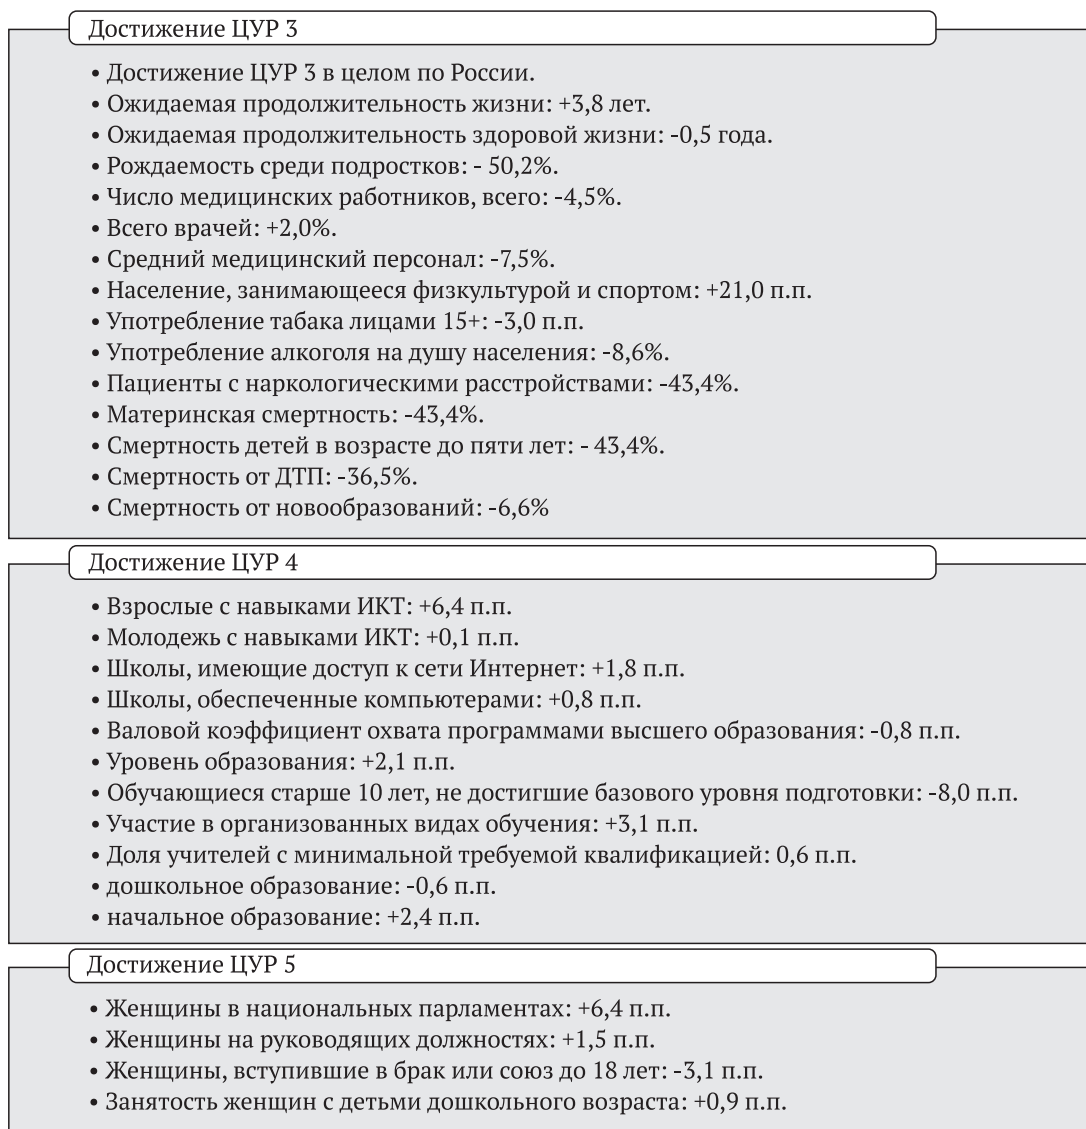 Достижение ЦУР 3
• Достижение ЦУР 3 в целом по России.
• Ожидаемая продолжительность жизни: +3,8 лет.
• Ожидаемая продолжительность здоровой жизни: -0,5 года.
• Рождаемость среди подростков: - 50,2%.
• Число медицинских работников, всего: -4,5%.
• Всего врачей: +2,0%.
• Средний медицинский персонал: -7,5%.
• Население, занимающееся физкультурой и спортом: +21,0 п.п.
• Употребление табака лицами 15+: -3,0 п.п.
• Употребление алкоголя на душу населения: -8,6%.
• Пациенты с наркологическими расстройствами: -43,4%.
• Материнская смертность: -43,4%.
• Смертность детей в возрасте до пяти лет: - 43,4%.
• Смертность от ДТП: -36,5%.
• Смертность от новообразований: -6,6%
Достижение ЦУР 4
• Взрослые с навыками ИКТ: +6,4 п.п.
• Молодежь с навыками ИКТ: +0,1 п.п.
• Школы, имеющие доступ к сети Интернет: +1,8 п.п.
• Школы, обеспеченные компьютерами: +0,8 п.п.
• Валовой коэффициент охвата программами высшего образования: -0,8 п.п.
• Уровень образования: +2,1 п.п.
• Обучающиеся старше 10 лет, не достигшие базового уровня подготовки: -8,0 п.п.
• Участие в организованных видах обучения: +3,1 п.п.
• Доля учителей с минимальной требуемой квалификацией: 0,6 п.п.
• дошкольное образование: -0,6 п.п.
• начальное образование: +2,4 п.п.
Достижение ЦУР 5
• Женщины в национальных парламентах: +6,4 п.п.
• Женщины на руководящих должностях: +1,5 п.п.
• Женщины, вступившие в брак или союз до 18 лет: -3,1 п.п.
• Занятость женщин с детьми дошкольного возраста: +0,9 п.п.